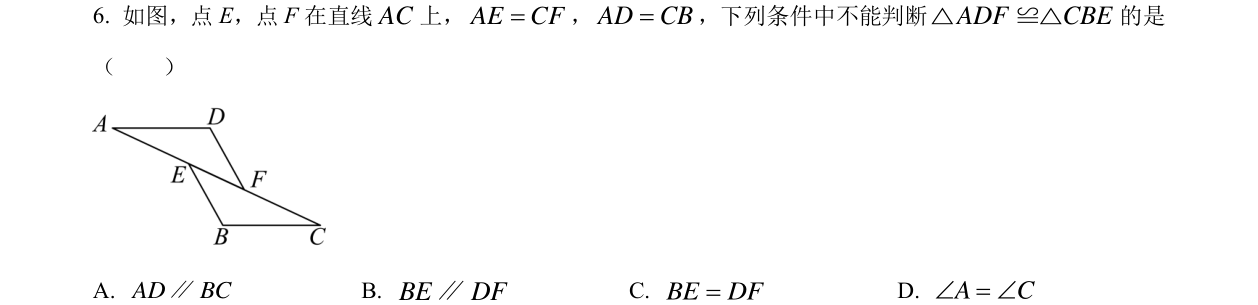 6. 如图，点 E，点 F 在直线 AC 上， AE = CF ， AD = CB ，下列条件中不能判断 △ADF ≌△CBE 的是
（ ）
A
D
E
F
B
C
A. AD ∥ BC B. BE ∥ DF C. BE = DF D. ∠A = ∠C